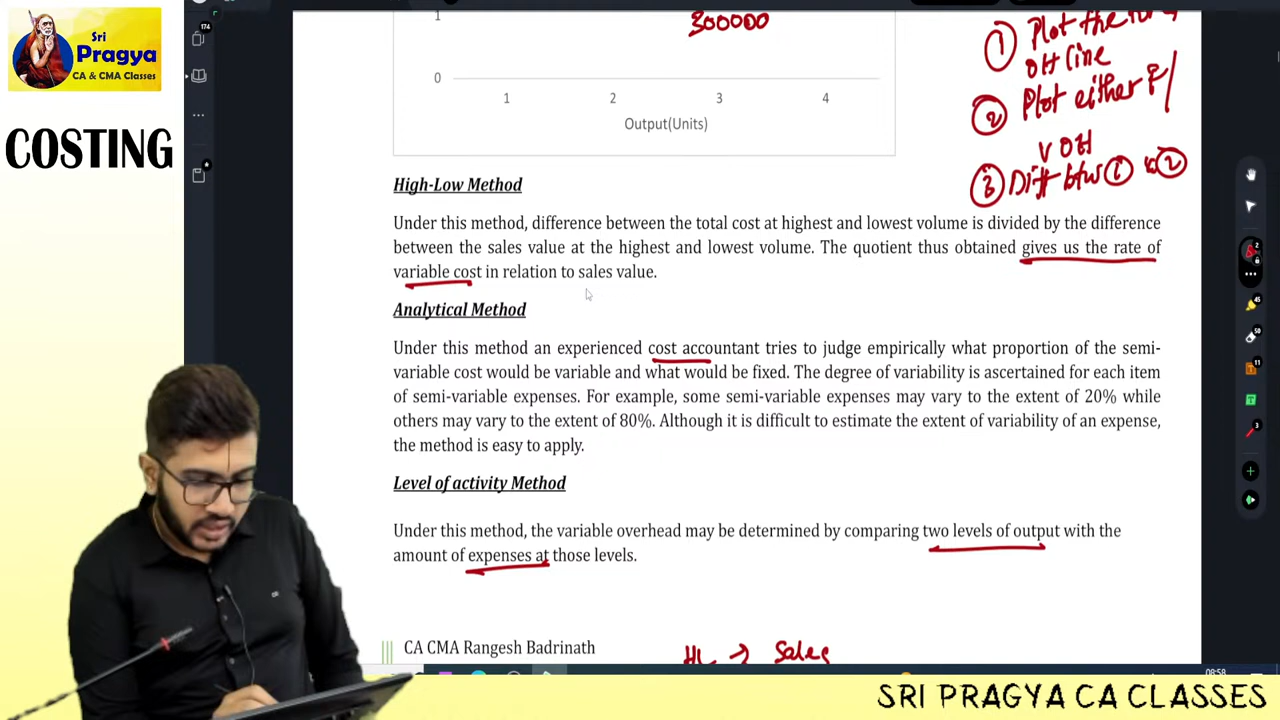 Sri
Pragya
CA & CMA Classes
COSTING
174
1
300000
0
1 2 3 4
Output(Units)
① Plot the
OH line
② Plot either F/
V OH
③ Diff btw ① & ②
High-Low Method
Under this method, difference between the total cost at highest and lowest volume is divided by the difference
between the sales value at the highest and lowest volume. The quotient thus obtained gives us the rate of
variable cost in relation to sales value.
Analytical Method
Under this method an experienced cost accountant tries to judge empirically what proportion of the semi-
variable cost would be variable and what would be fixed. The degree of variability is ascertained for each item
of semi-variable expenses. For example, some semi-variable expenses may vary to the extent of 20% while
others may vary to the extent of 80%. Although it is difficult to estimate the extent of variability of an expense,
the method is easy to apply.
Level of activity Method
Under this method, the variable overhead may be determined by comparing two levels of output with the
amount of expenses at those levels.
CA CMA Rangesh Badrinath
HL → Sales
2
45
50
11
3
08:58
SRI PRAGYA CA CLASSES